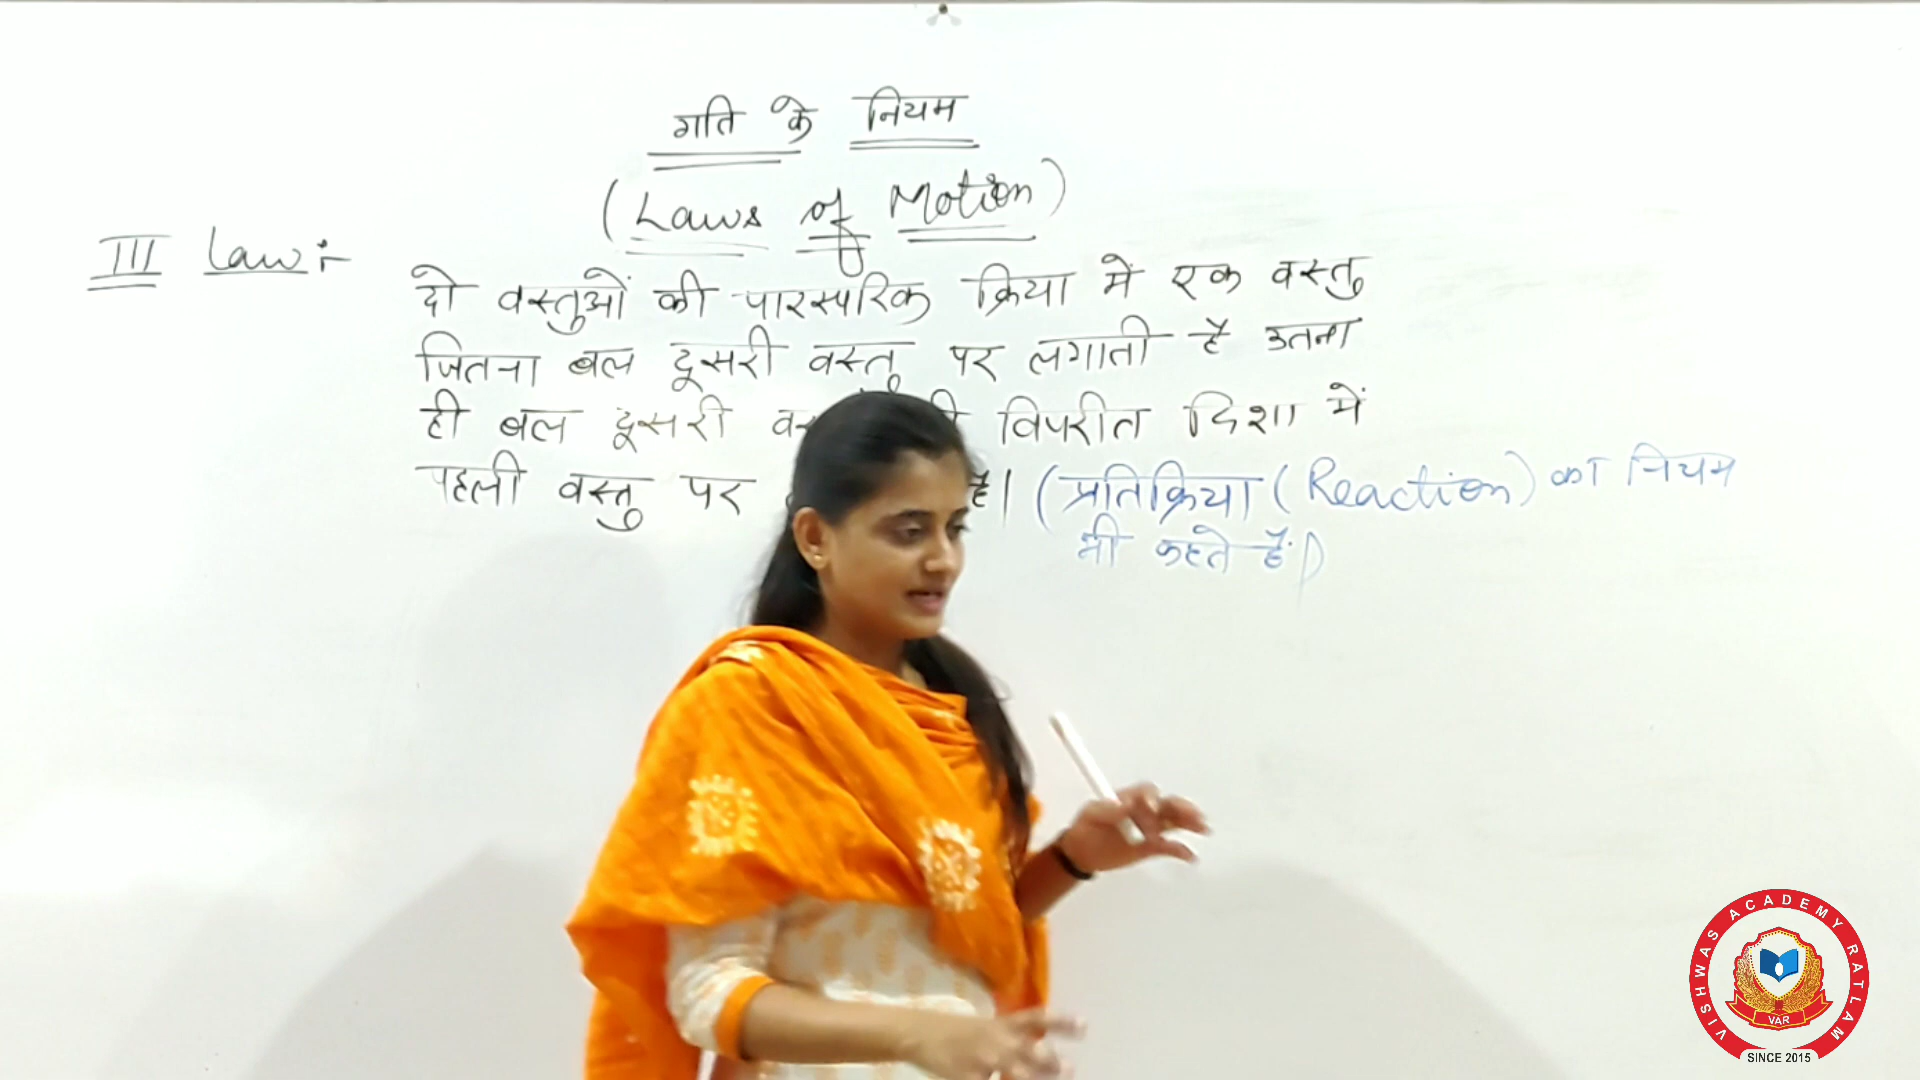 गति के नियम
(Laws of Motion)
III Law :-
दो वस्तुओं की पारस्परिक क्रिया में एक वस्तु
जितना बल दूसरी वस्तु पर लगाती है उतना
ही बल दूसरी विपरीत दिशा में
पहली वस्तु पर है। (प्रतिक्रिया (Reaction) का नियम
भी कहते हैं।)
VISHWAS ACADEMY RATLAM
VAR
SINCE 2015